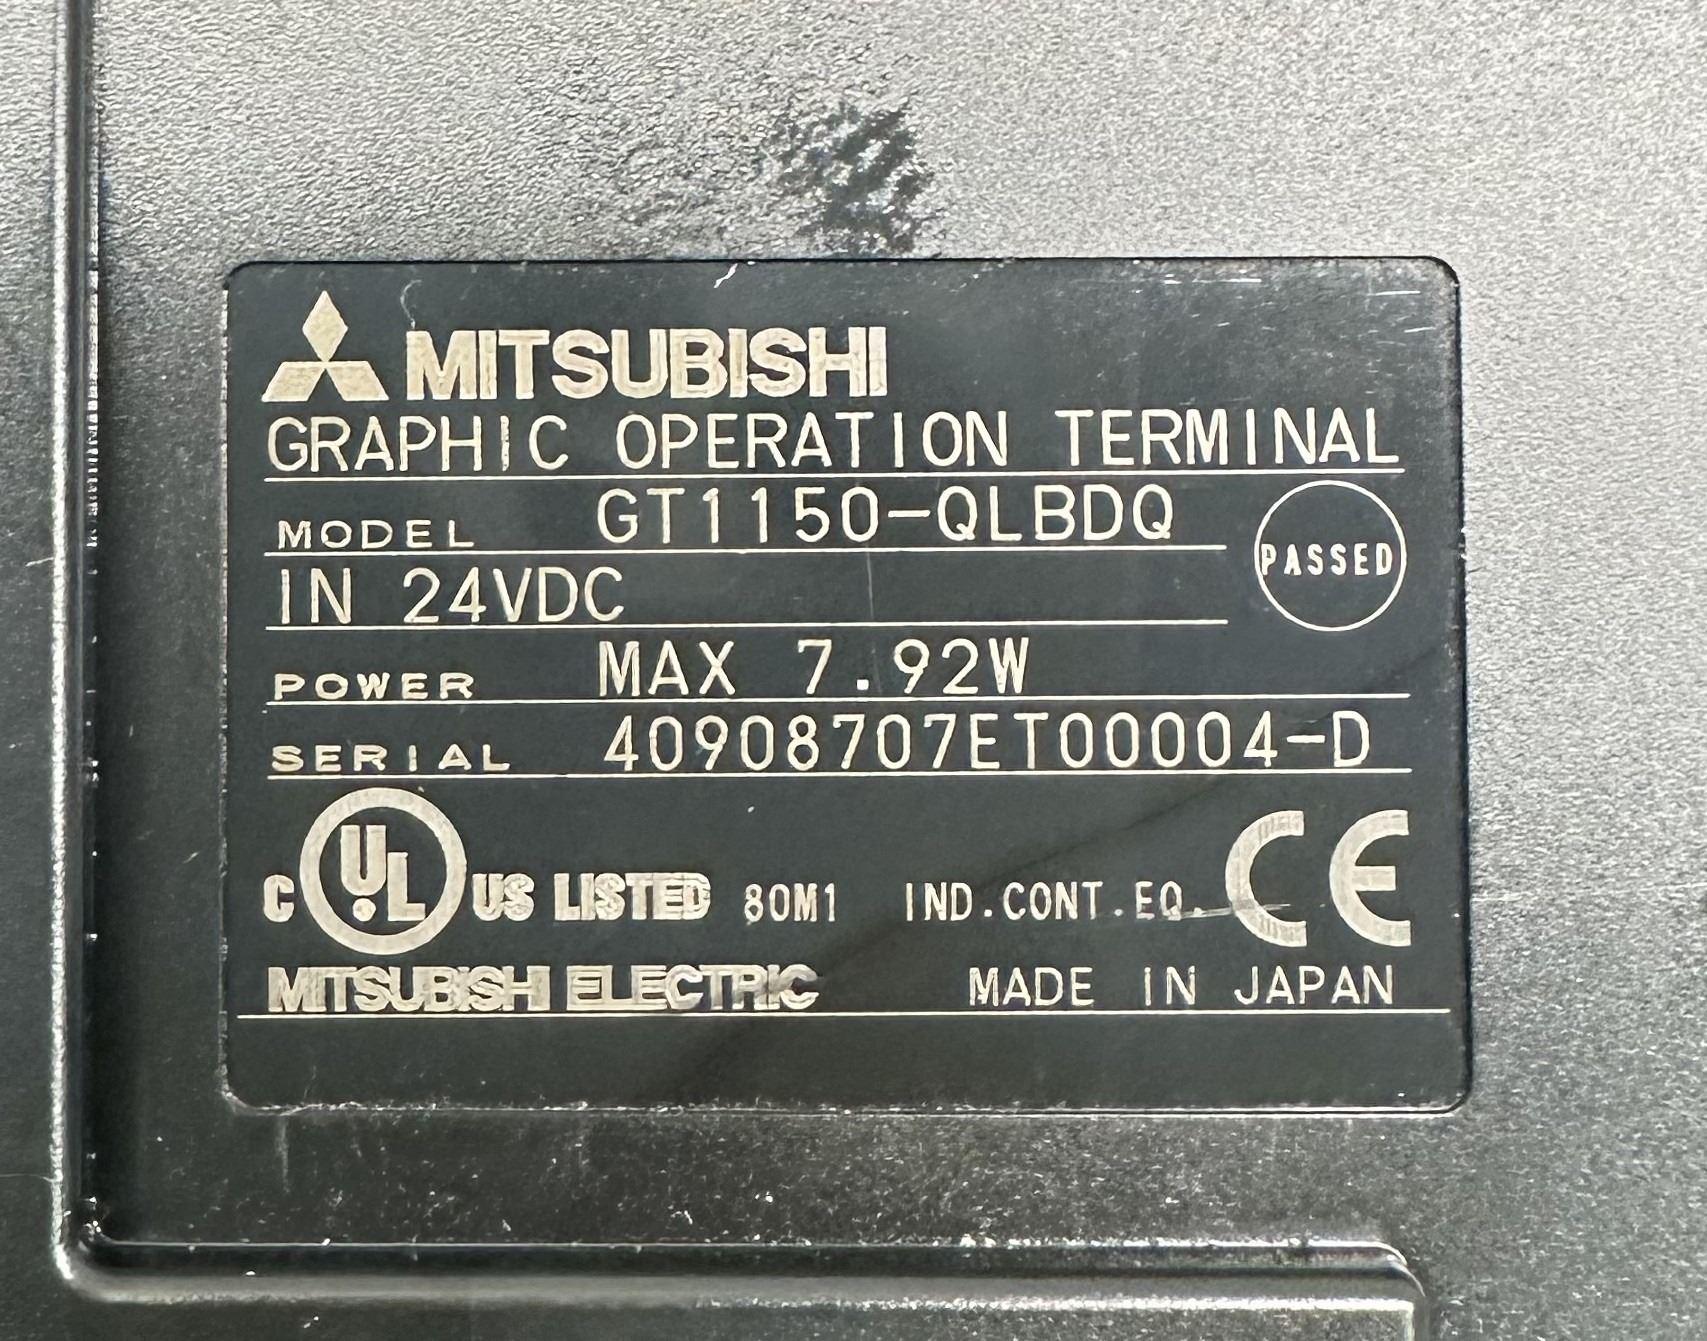 MITSUBISHI
GRAPHIC OPERATION TERMINAL
MODEL GT1150-QLBDQ
PASSED
IN 24VDC
POWER MAX 7.92W
SERIAL 40908707ET00004-D
C UL US LISTED 80M1 IND.CONT.EQ. CE
MITSUBISHI ELECTRIC MADE IN JAPAN